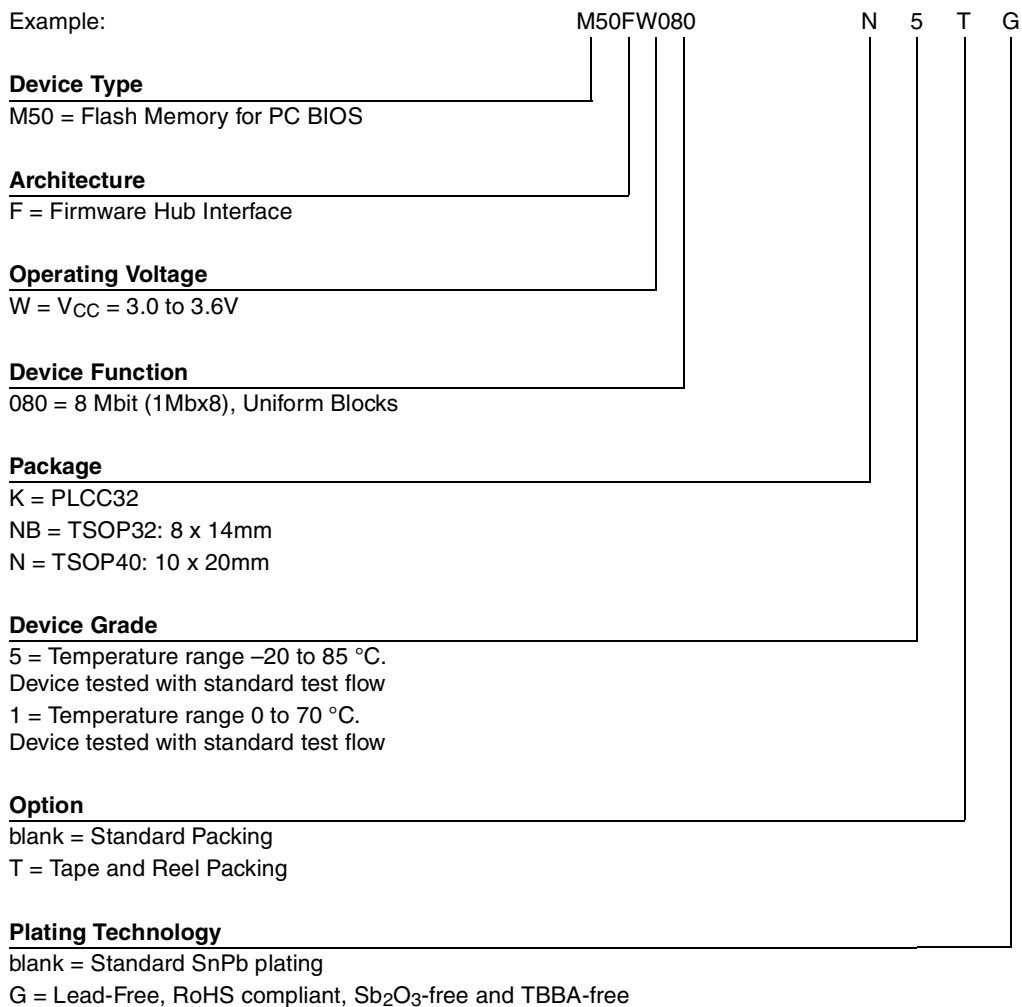 Example: M50FW080 N 5 T G
Device Type
M50 = Flash Memory for PC BIOS
Architecture
F = Firmware Hub Interface
Operating Voltage
W = VCC = 3.0 to 3.6V
Device Function
080 = 8 Mbit (1Mbx8), Uniform Blocks
Package
K = PLCC32
NB = TSOP32: 8 x 14mm
N = TSOP40: 10 x 20mm
Device Grade
5 = Temperature range –20 to 85 °C.
Device tested with standard test flow
1 = Temperature range 0 to 70 °C.
Device tested with standard test flow
Option
blank = Standard Packing
T = Tape and Reel Packing
Plating Technology
blank = Standard SnPb plating
G = Lead-Free, RoHS compliant, Sb2O3-free and TBBA-free